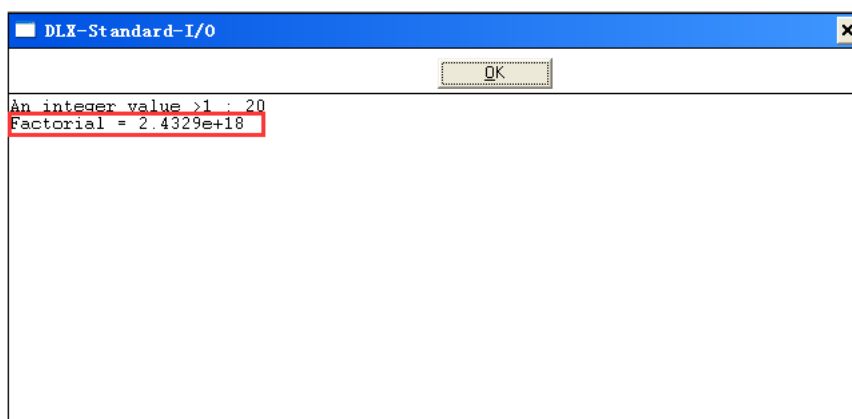 DLX-Standard-I/O
OK
An integer value >1 : 20
Factorial = 2.4329e+18